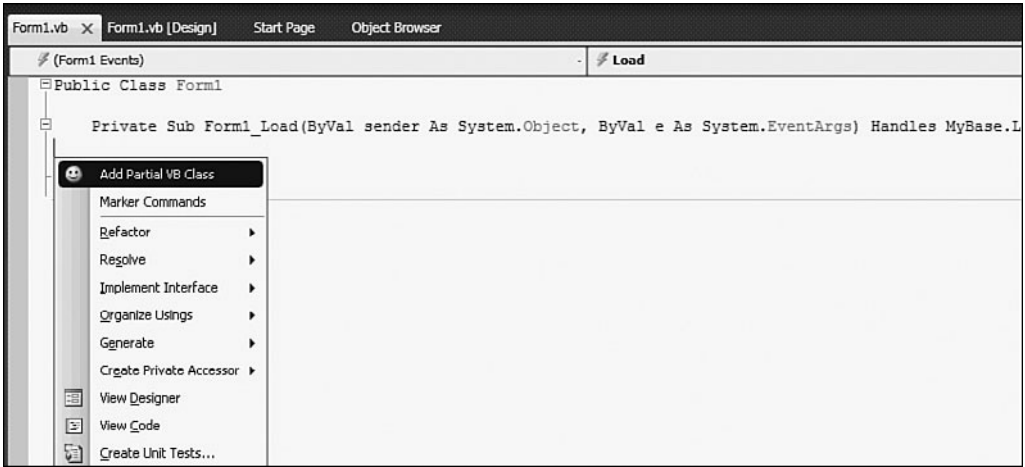 Form1.vb X Form1.vb [Design] Start Page Object Browser
(Form1 Events) Load
Public Class Form1
Private Sub Form1_Load(ByVal sender As System.Object, ByVal e As System.EventArgs) Handles MyBase.L
Add Partial VB Class
Marker Commands
Refactor
Resolve
Implement Interface
Organize Usings
Generate
Create Private Accessor
View Designer
View Code
Create Unit Tests...